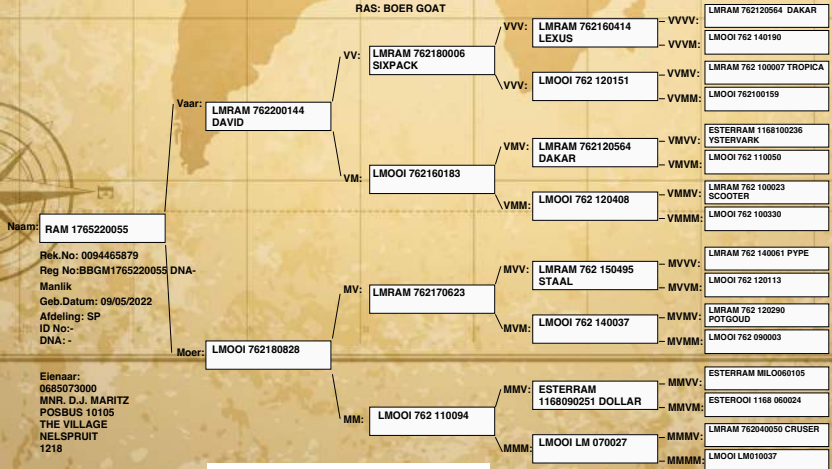 RAS: BOER GOAT
Naam: RAM 1765220055
Rek.No: 0094465879
Reg No:BBGM1765220055 DNA-
Manlik
Geb.Datum: 09/05/2022
Afdeling: SP
ID No:-
DNA: -
Eienaar:
0685073000
MNR. D.J. MARITZ
POSBUS 10105
THE VILLAGE
NELSPRUIT
1218
Vaar: LMRAM 762200144
DAVID
Moer: LMOOI 762180828
VV: LMRAM 762180006
SIXPACK
VM: LMOOI 762160183
MV: LMRAM 762170623
MM: LMOOI 762 110094
VVV: LMRAM 762160414
LEXUS
VVV: LMOOI 762 120151
VMV: LMRAM 762120564
DAKAR
VMM: LMOOI 762 120408
MVV: LMRAM 762 150495
STAAL
MVM: LMOOI 762 140037
MMV: ESTERRAM
1168090251 DOLLAR
MMM: LMOOI LM 070027
VVVV: LMRAM 762120564 DAKAR
VVVM: LMOOI 762 140190
VVMV: LMRAM 762 100007 TROPICA
VVMM: LMOOI 762100159
VMVV: ESTERRAM 1168100236
YSTERVARK
VMVM: LMOOI 762 110050
VMMV: LMRAM 762 100023
SCOOTER
VMMM: LMOOI 762 100330
MVVV: LMRAM 762 140061 PYPE
MVVM: LMOOI 762 120113
MVMV: LMRAM 762 120290
POTGOUD
MVMM: LMOOI 762 090003
MMVV: ESTERRAM MILO060105
MMVM: ESTEROOI 1168 060024
MMMV: LMRAM 762040050 CRUSER
MMMM: LMOOI LM010037